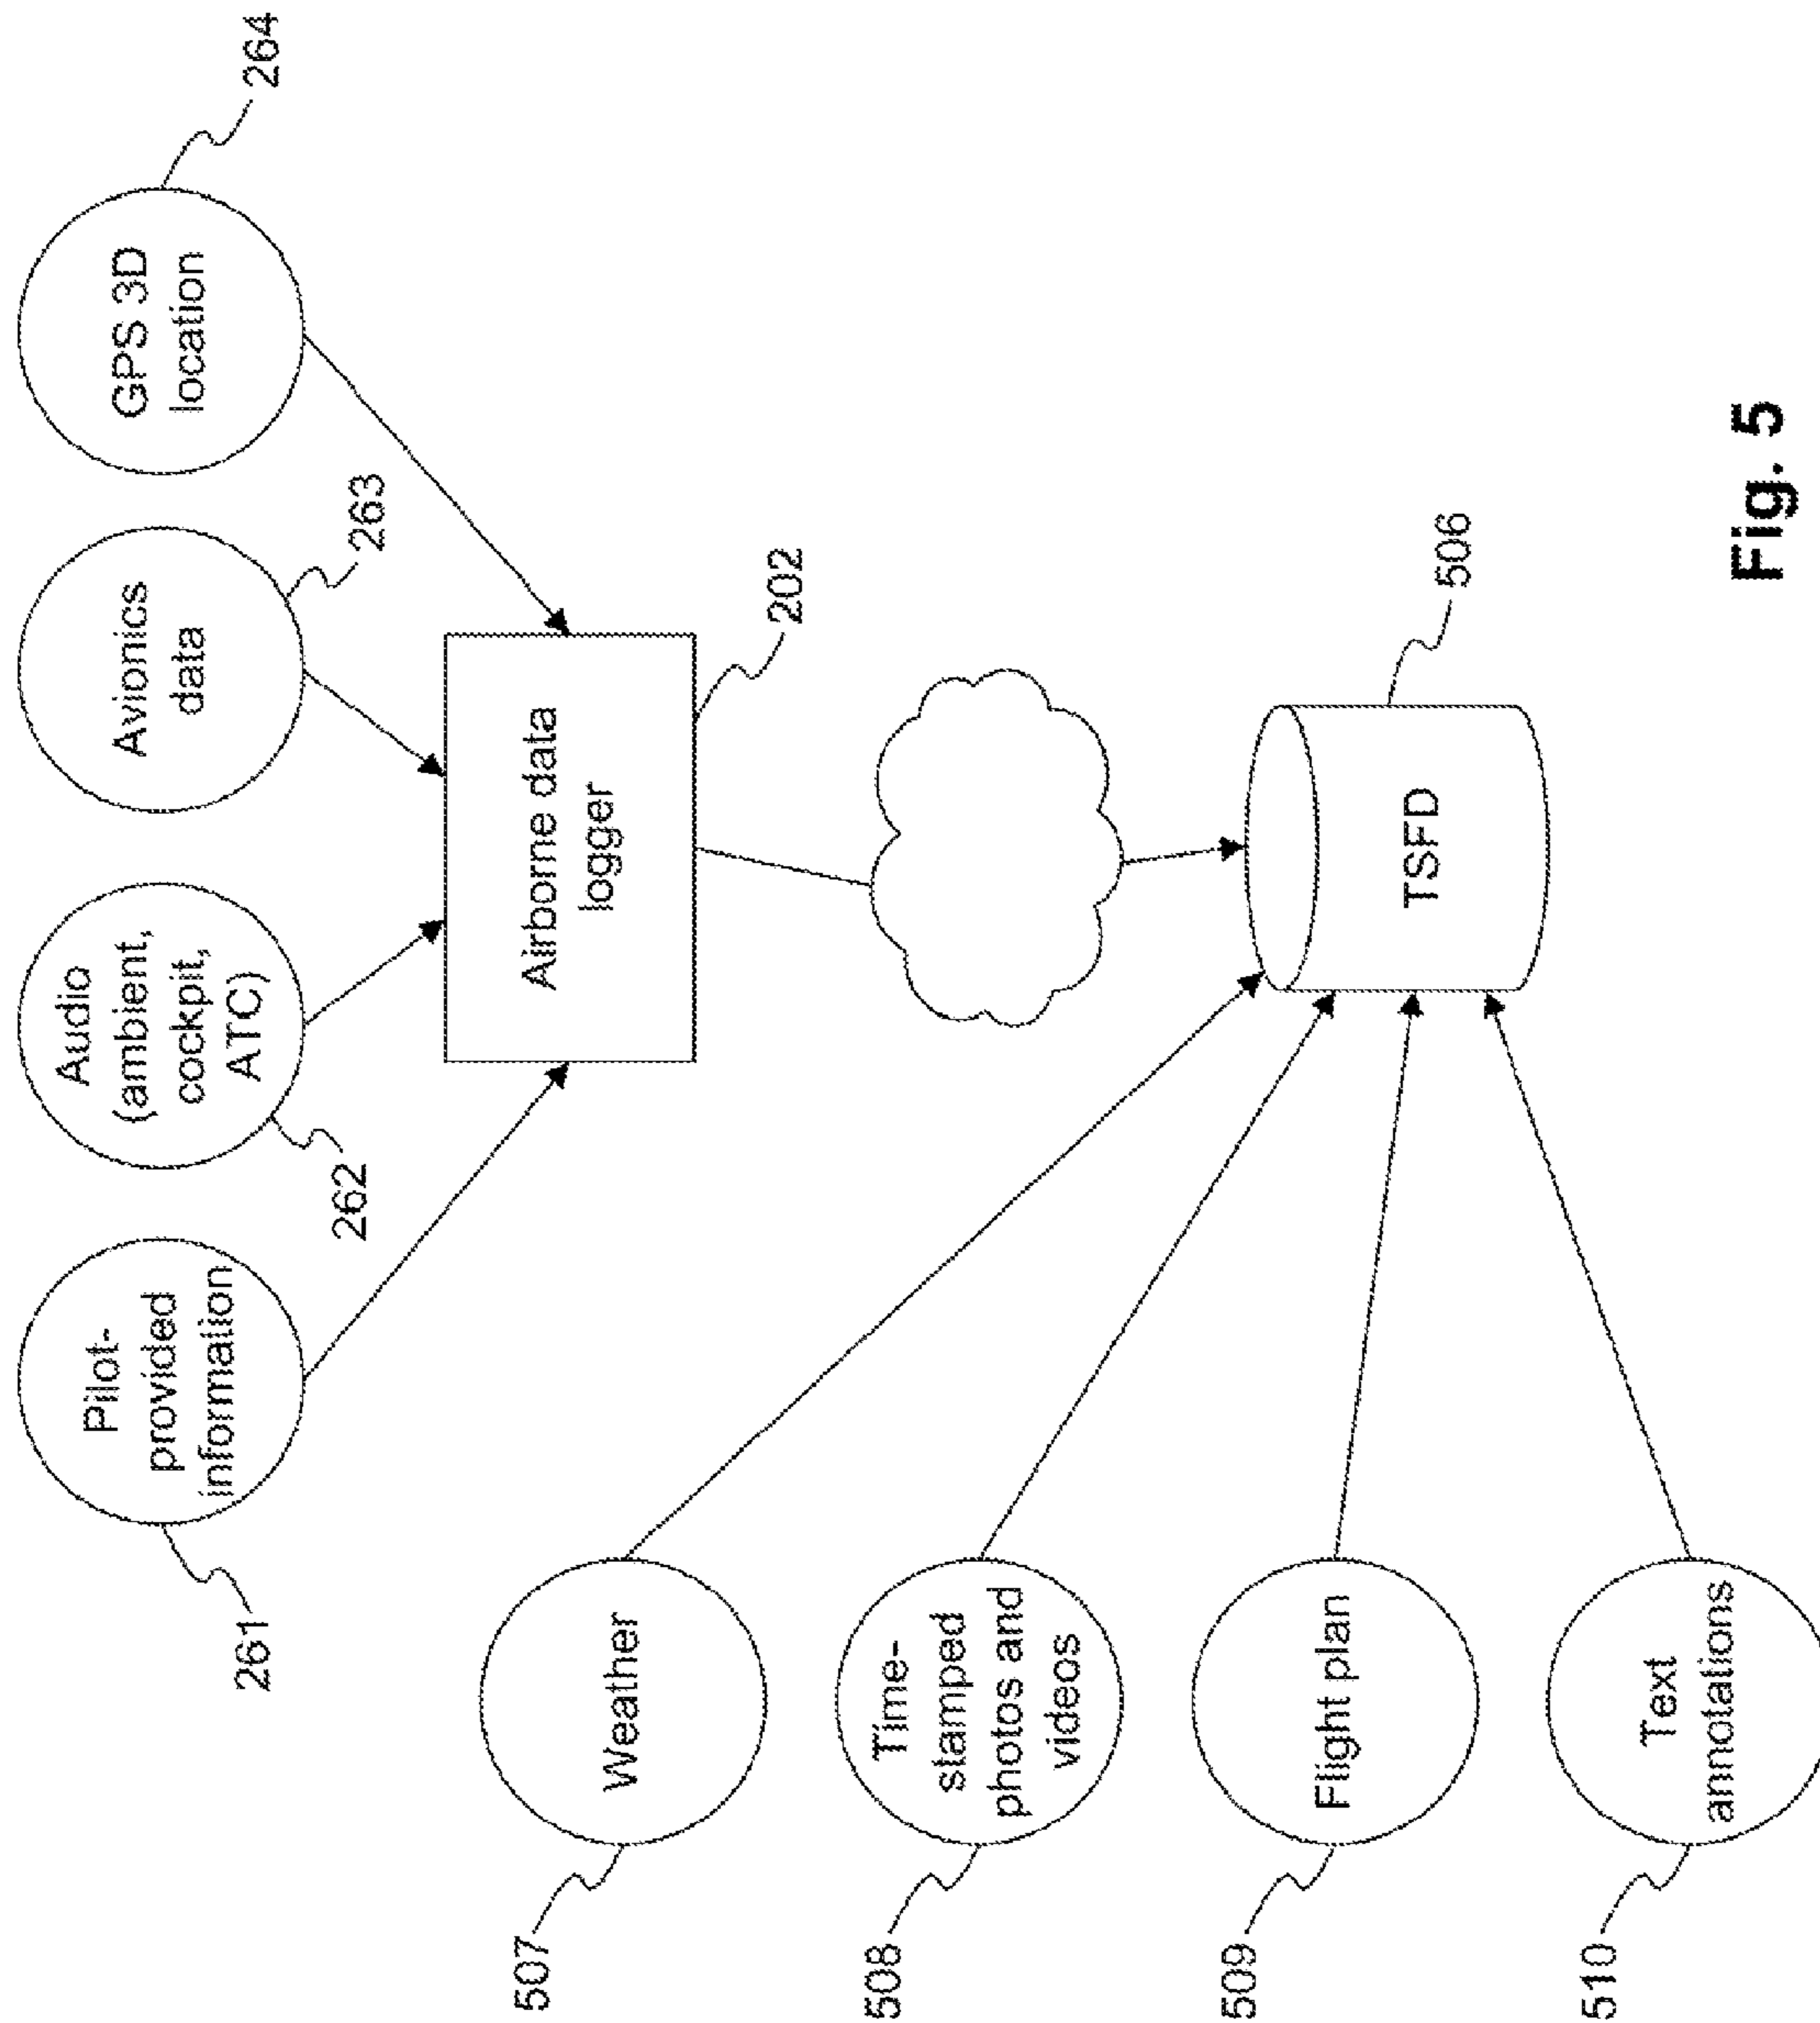 Pilot-
provided
information
261
Audio
(ambient,
cockpit,
ATC)
262
Avionics
data
263
GPS 3D
location
264
Airborne data
logger
202
Weather
507
Time-
stamped
photos and
videos
508
Flight plan
509
Text
annotations
510
TSFD
506
Fig. 5